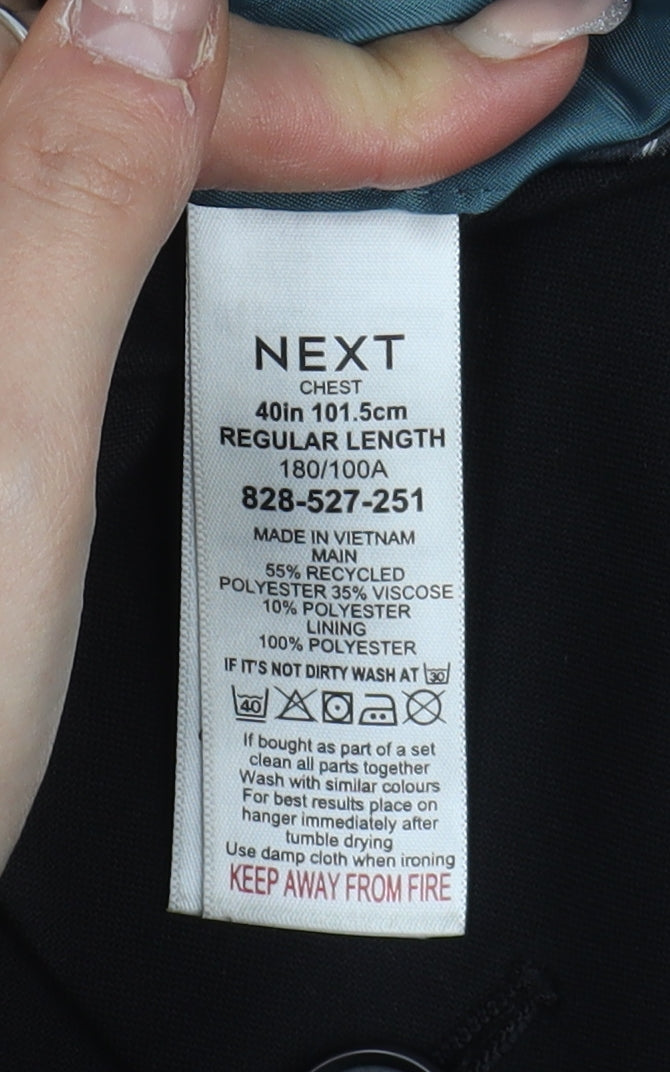 NEXT
CHEST
40in 101.5cm
REGULAR LENGTH
180/100A
828-527-251
MADE IN VIETNAM
MAIN
55% RECYCLED
POLYESTER 35% VISCOSE
10% POLYESTER
LINING
100% POLYESTER
IF IT'S NOT DIRTY WASH AT 30
40
If bought as part of a set
clean all parts together
Wash with similar colours
For best results place on
hanger immediately after
tumble drying
Use damp cloth when ironing
KEEP AWAY FROM FIRE